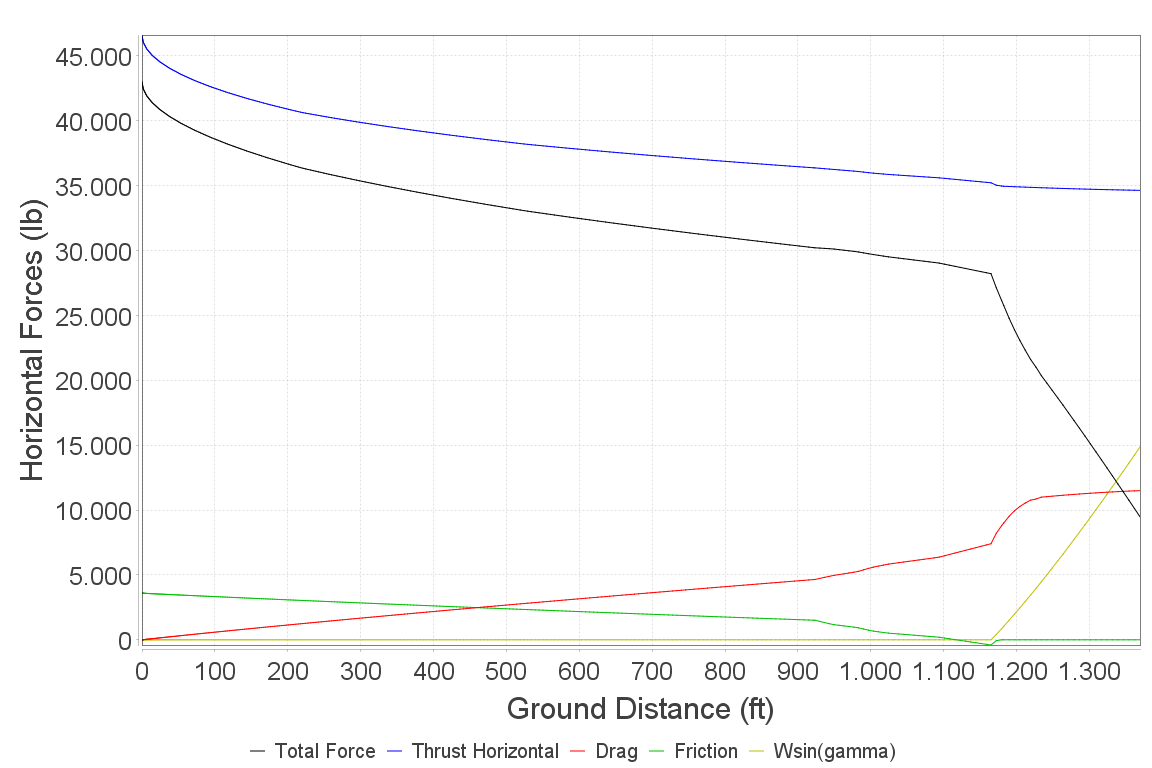 Horizontal Forces (lb)
45.000
40.000
35.000
30.000
25.000
20.000
15.000
10.000
5.000
0
0 100 200 300 400 500 600 700 800 900 1.000 1.100 1.200 1.300
Ground Distance (ft)
Total Force Thrust Horizontal Drag Friction Wsin(gamma)